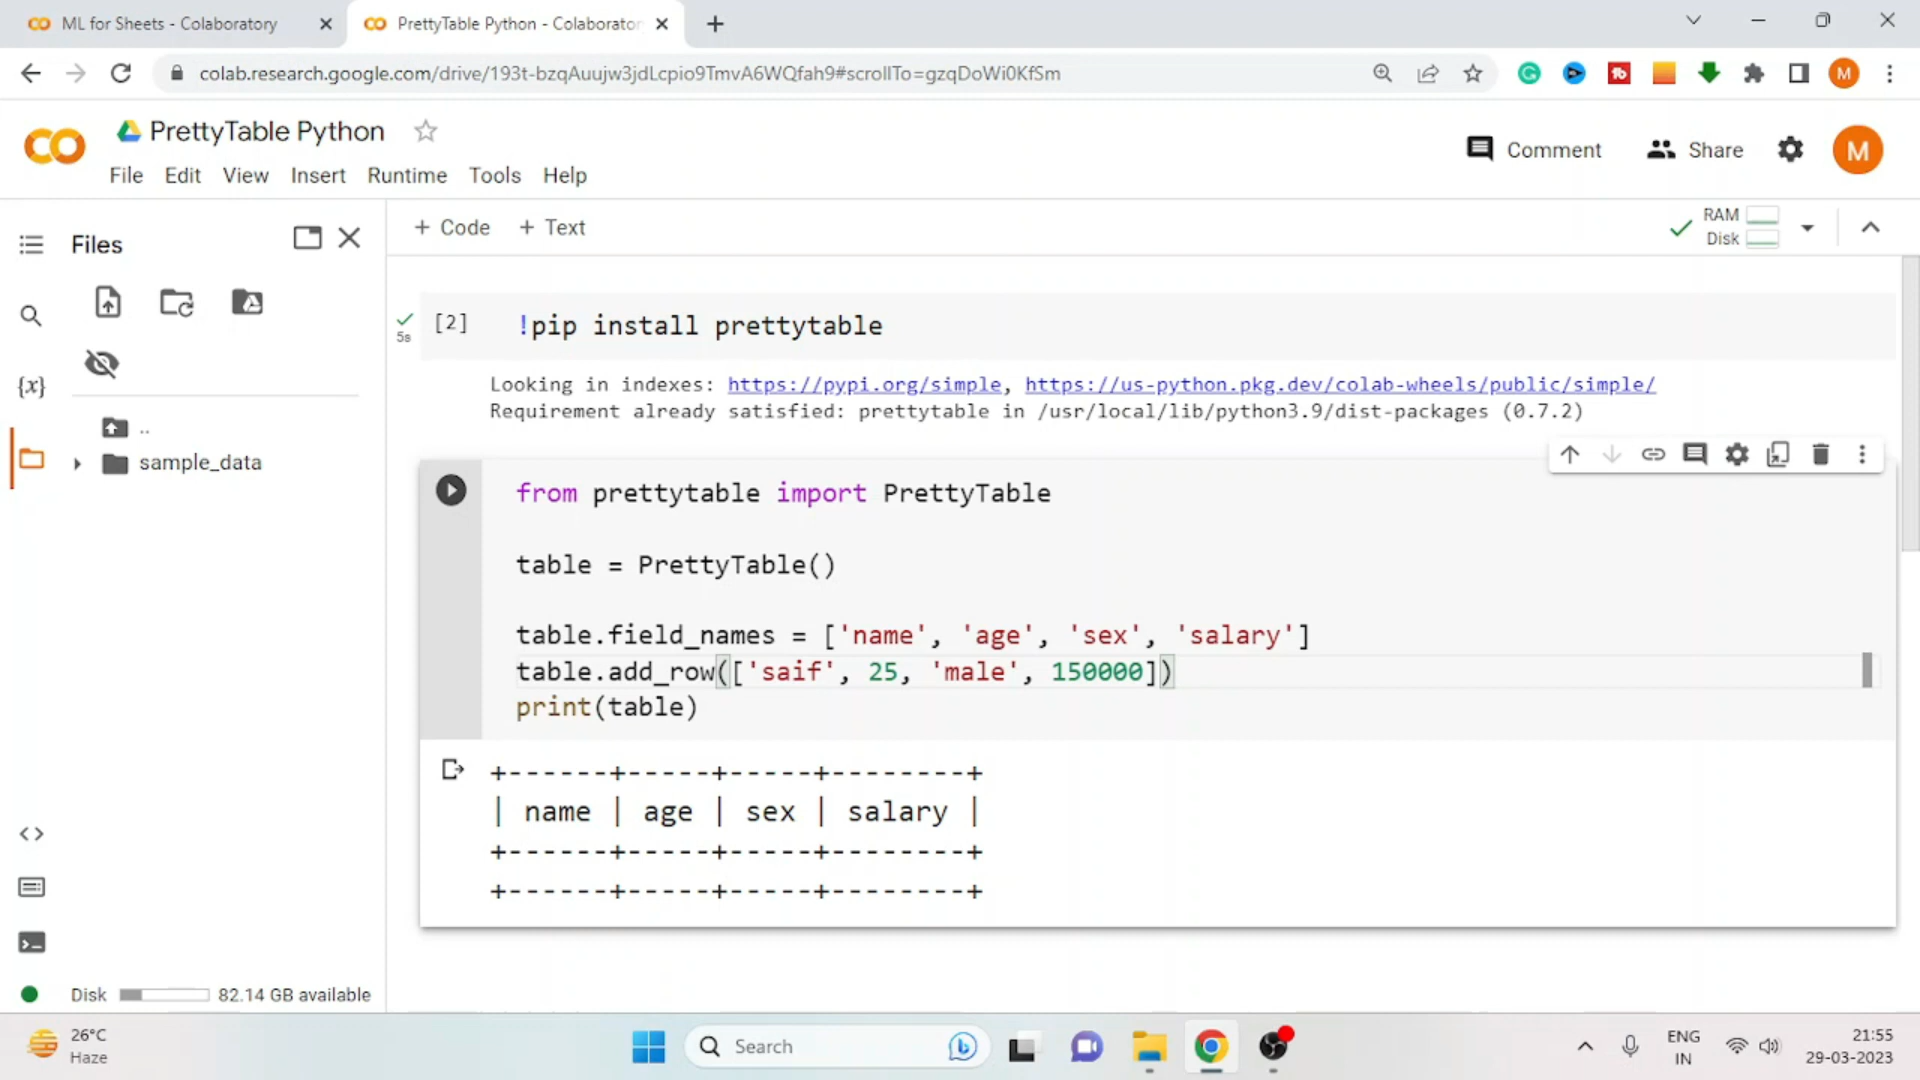 ML for Sheets - Colaboratory
PrettyTable Python - Colaborator
colab.research.google.com/drive/193t-bzqAuujw3jdLcpio9TmvA6WQfah9#scrollTo=gzqDoWi0KfSm
M
PrettyTable Python
Comment
Share
M
File Edit View Insert Runtime Tools Help
Files
+ Code + Text
RAM
Disk
[2] !pip install prettytable
5s
Looking in indexes: https://pypi.org/simple, https://us-python.pkg.dev/colab-wheels/public/simple/
Requirement already satisfied: prettytable in /usr/local/lib/python3.9/dist-packages (0.7.2)
{x}
..
sample_data
from prettytable import PrettyTable
table = PrettyTable()
table.field_names = ['name', 'age', 'sex', 'salary']
table.add_row(['saif', 25, 'male', 150000])
print(table)
+------+-----+-----+--------+
| name | age | sex | salary |
+------+-----+-----+--------+
+------+-----+-----+--------+
Disk 82.14 GB available
26°C
Haze
Search
ENG
IN
21:55
29-03-2023